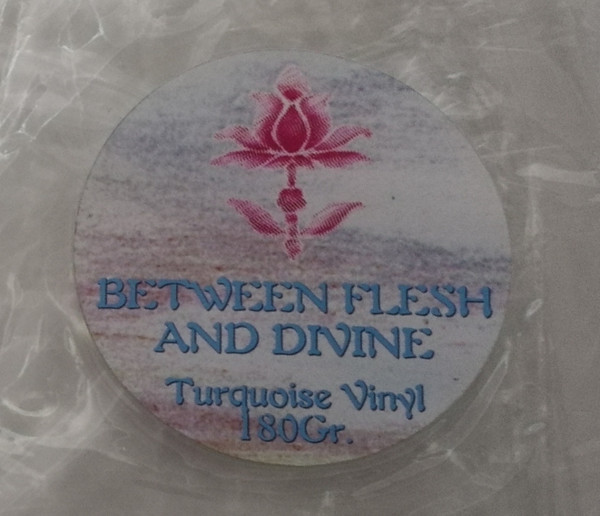 BETWEEN FLESH
AND DIVINE
Turquoise Vinyl
180Gr.